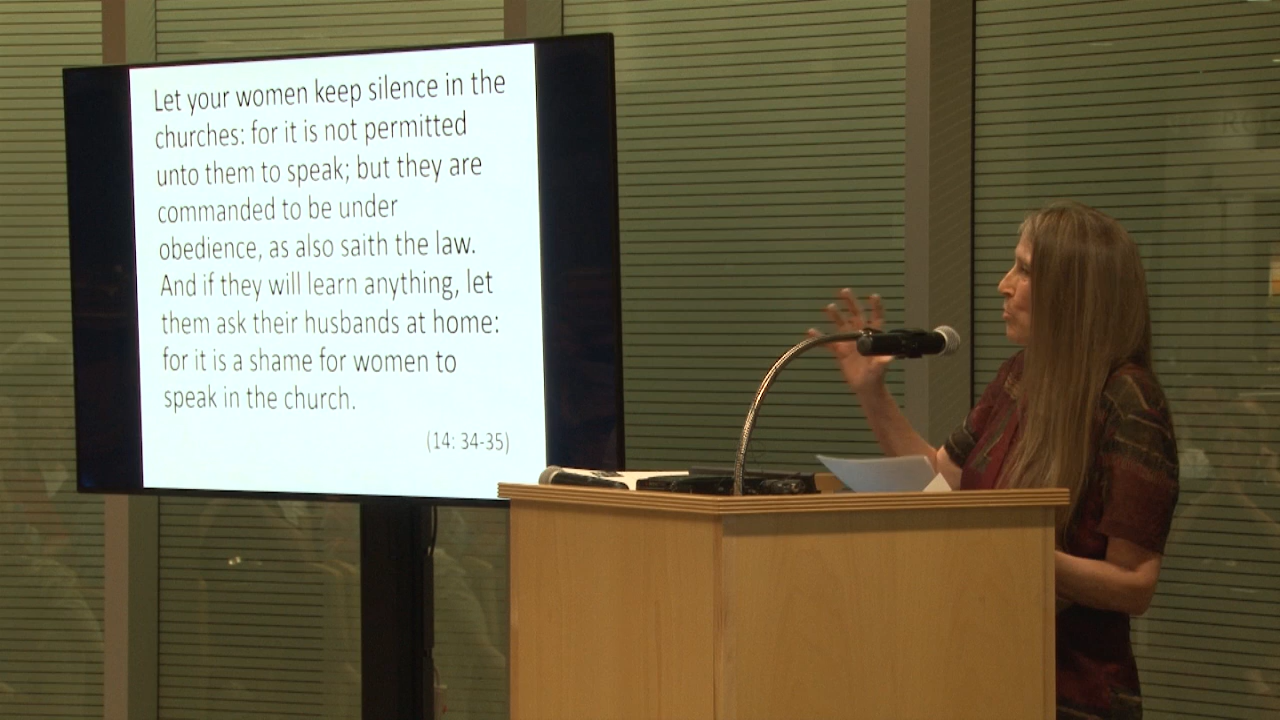 Let your women keep silence in the
churches: for it is not permitted
unto them to speak; but they are
commanded to be under
obedience, as also saith the law.
And if they will learn anything, let
them ask their husbands at home:
for it is a shame for women to
speak in the church.
(14: 34-35)